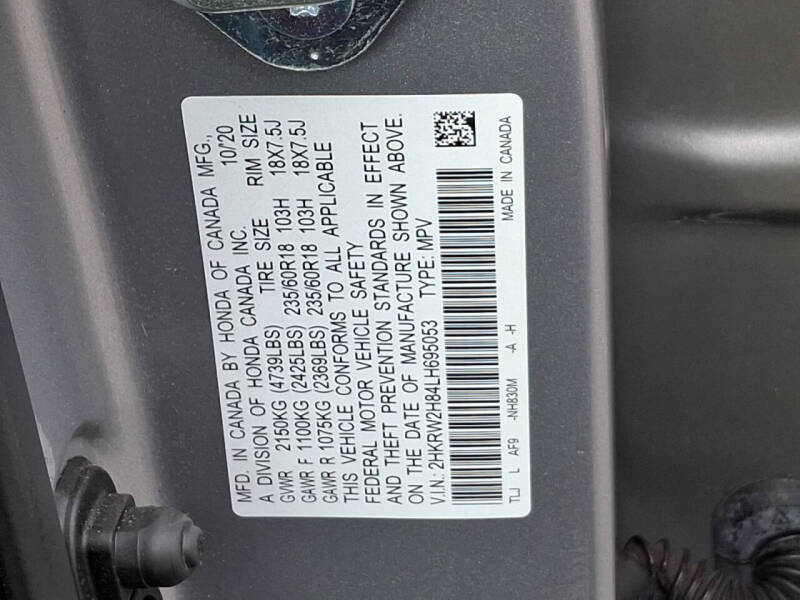 MFD. IN CANADA BY HONDA OF CANADA MFG.,
A DIVISION OF HONDA CANADA INC. 10/20
TIRE SIZE RIM SIZE
GVWR 2150KG (4739LBS)
GAWR F 1100KG (2425LBS) 235/60R18 103H 18X7.5J
GAWR R 1075KG (2369LBS) 235/60R18 103H 18X7.5J
THIS VEHICLE CONFORMS TO ALL APPLICABLE
FEDERAL MOTOR VEHICLE SAFETY
AND THEFT PREVENTION STANDARDS IN EFFECT
ON THE DATE OF MANUFACTURE SHOWN ABOVE.
V.I.N.: 2HKRW2H84LH695053 TYPE: MPV
TLJ L AF9 -NH830M -A -H MADE IN CANADA